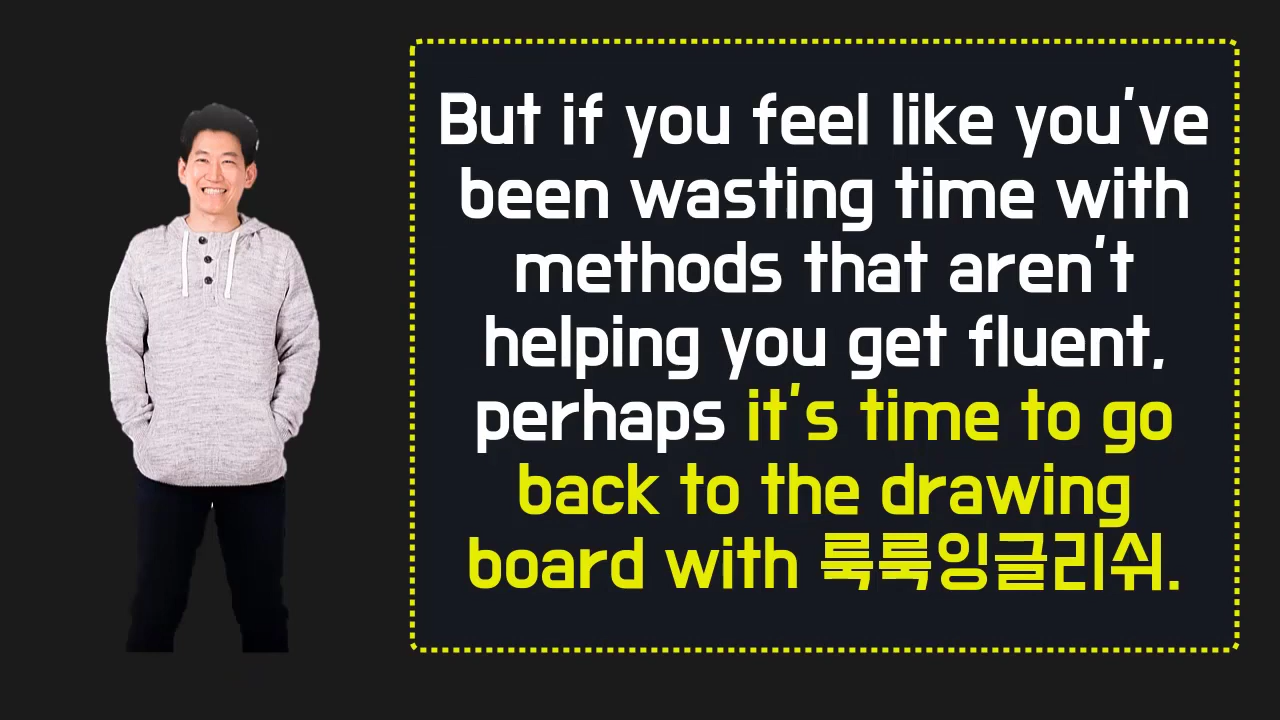 But if you feel like you've
been wasting time with
methods that aren't
helping you get fluent,
perhaps it's time to go
back to the drawing
board with 룩룩잉글리쉬.